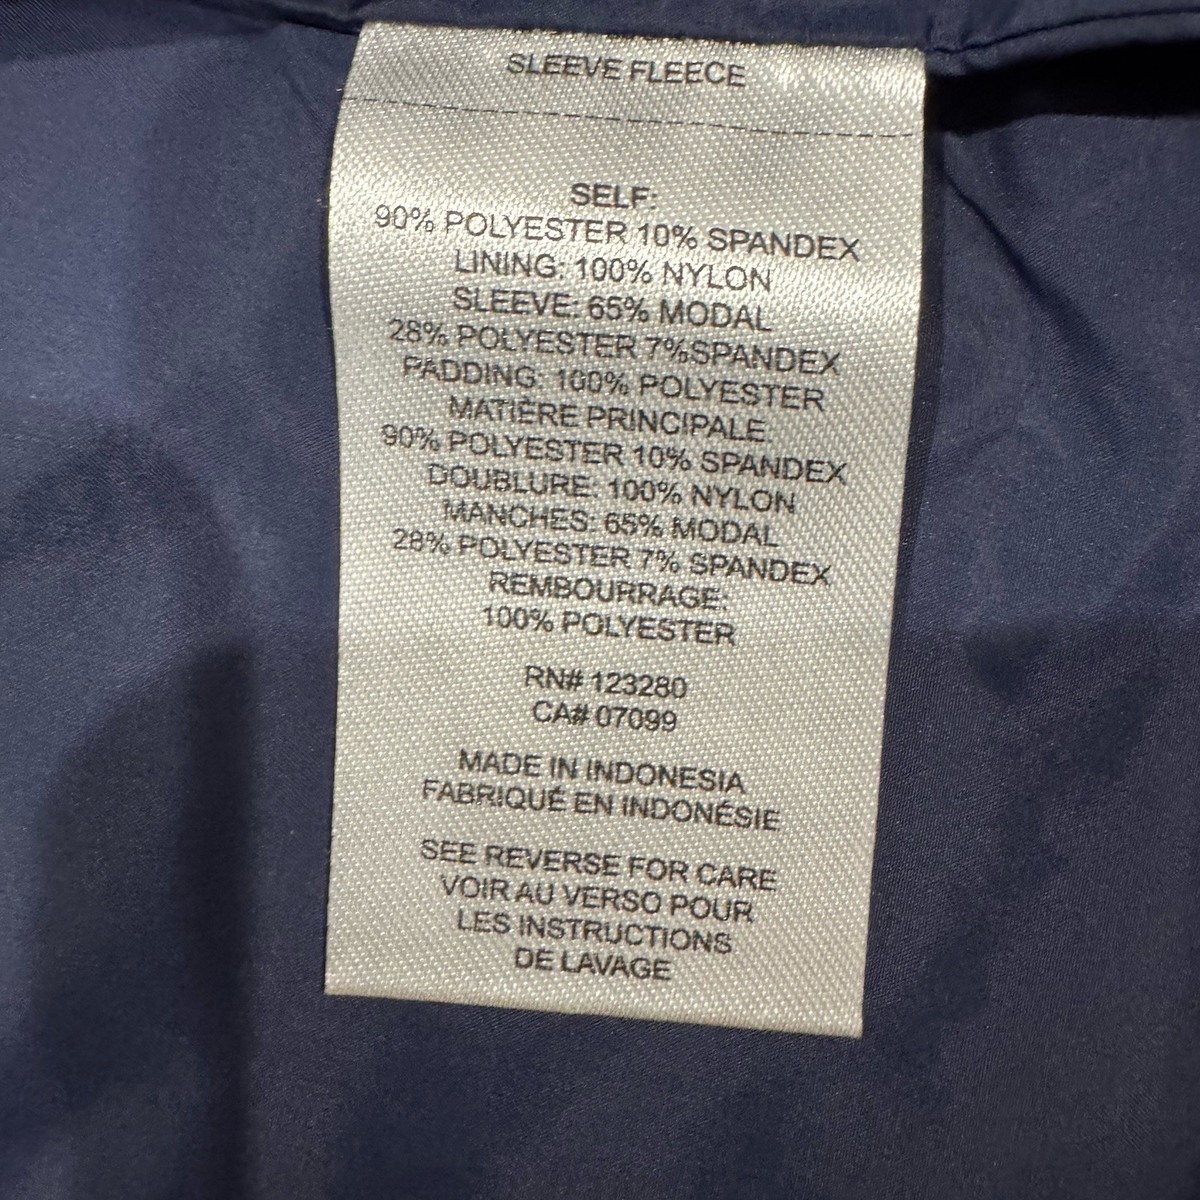 SLEEVE FLEECE
SELF:
90% POLYESTER 10% SPANDEX
LINING: 100% NYLON
SLEEVE: 65% MODAL
28% POLYESTER 7%SPANDEX
PADDING: 100% POLYESTER
MATIÈRE PRINCIPALE:
90% POLYESTER 10% SPANDEX
DOUBLURE: 100% NYLON
MANCHES: 65% MODAL
28% POLYESTER 7% SPANDEX
REMBOURRAGE:
100% POLYESTER
RN# 123280
CA# 07099
MADE IN INDONESIA
FABRIQUÉ EN INDONÉSIE
SEE REVERSE FOR CARE
VOIR AU VERSO POUR
LES INSTRUCTIONS
DE LAVAGE